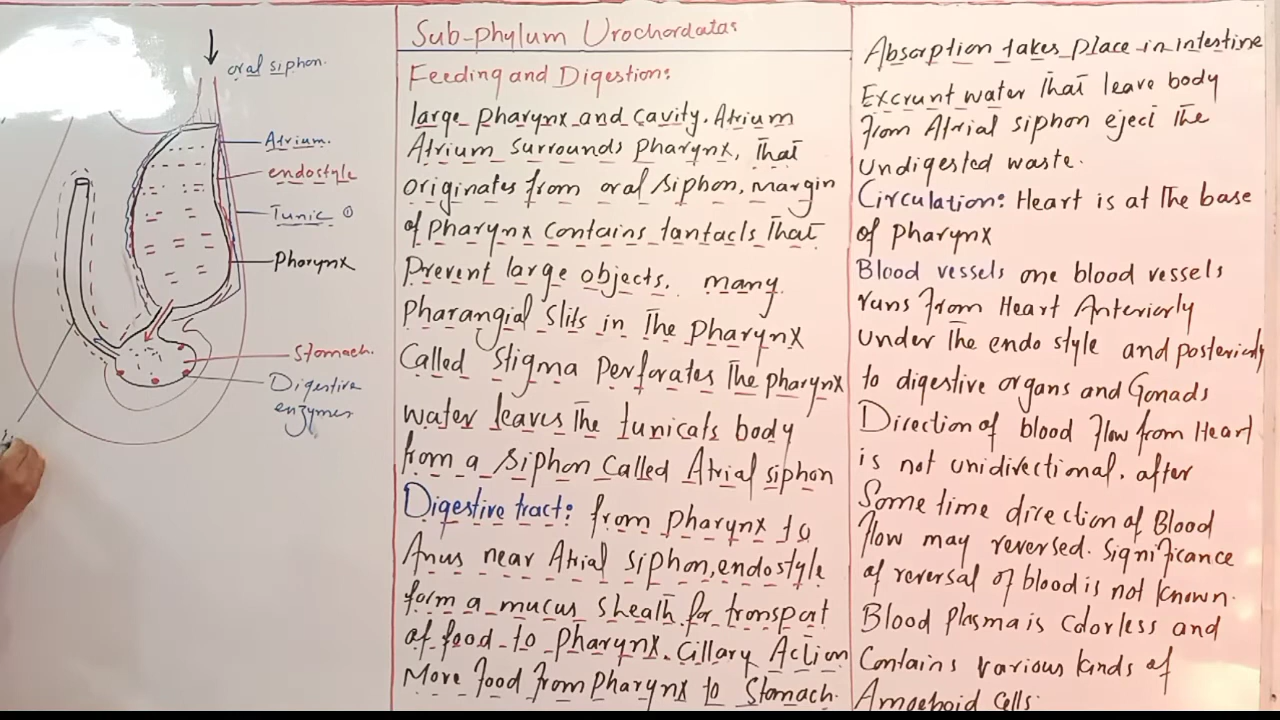 oral siphon.
Atrium.
endostyle
Tunic ①
Pharynx
Stomach.
Digestive
enzymes
Sub-phylum Urochordatas
Feeding and Digestion:
large pharynx and cavity. Atrium
Atrium surrounds pharynx, That
originates from oral siphon. margin
of pharynx contains tantacls That
Prevent large objects. many
Pharangial slits in The pharynx
Called Stigma perforates The pharynx
water leaves The tunicats body
from a siphon called Atrial siphon
Digestive tract: from pharynx to
Anus near Atrial siphon, endostyle
form a mucus sheath for transport
of food to pharynx. Cillary Action
More Food From pharynx to Stomach.
Absorption takes place in intestine
Excrunt water That leave body
from Atrial siphon eject The
undigested waste.
Circulation: Heart is at The base
of pharynx
Blood vessels one blood vessels
runs From Heart Anteriorly
under The endo style and posteriorly
to digestive organs and Gonads
Direction of blood flow from Heart
is not unidirectional. after
Some time direction of Blood
flow may reversed. Significance
of reversal of blood is not known.
Blood plasma is colorless and
Contains various kinds of
Amoeboid cells.